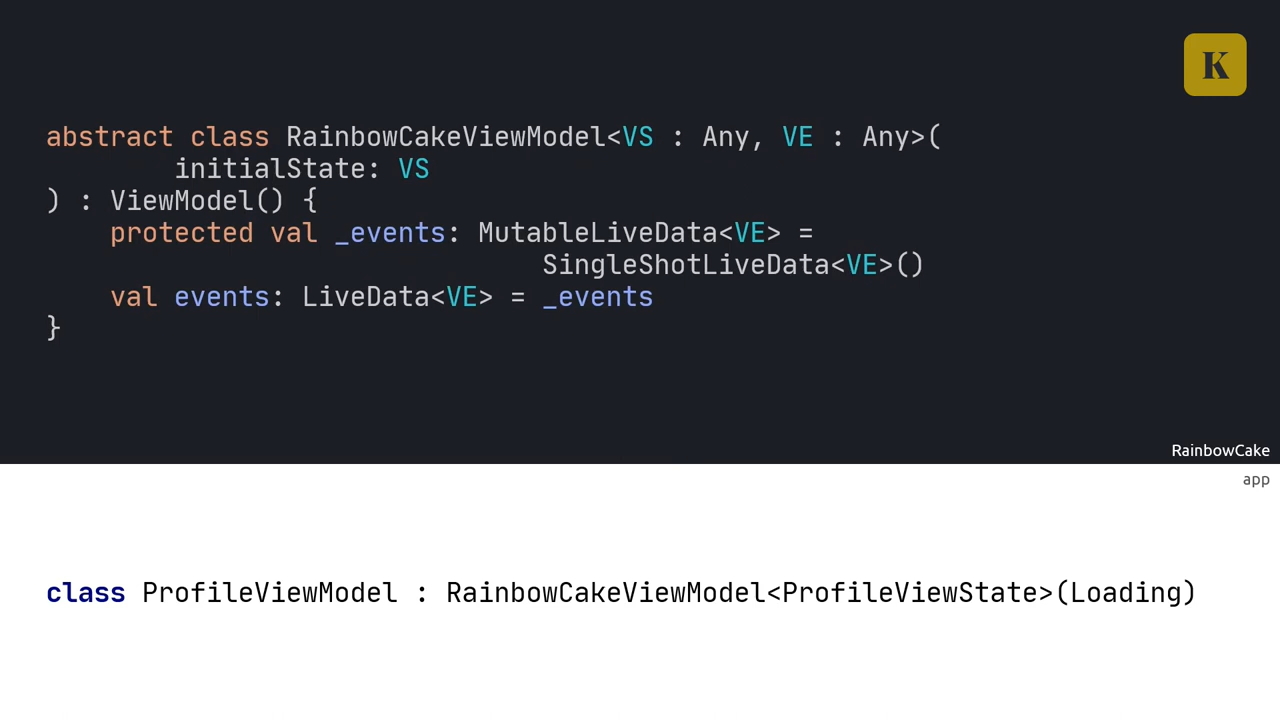 K
abstract class RainbowCakeViewModel<VS : Any, VE : Any>(
        initialState: VS
) : ViewModel() {
    protected val _events: MutableLiveData<VE> =
                               SingleShotLiveData<VE>()
    val events: LiveData<VE> = _events
}
RainbowCake
app
class ProfileViewModel : RainbowCakeViewModel<ProfileViewState>(Loading)